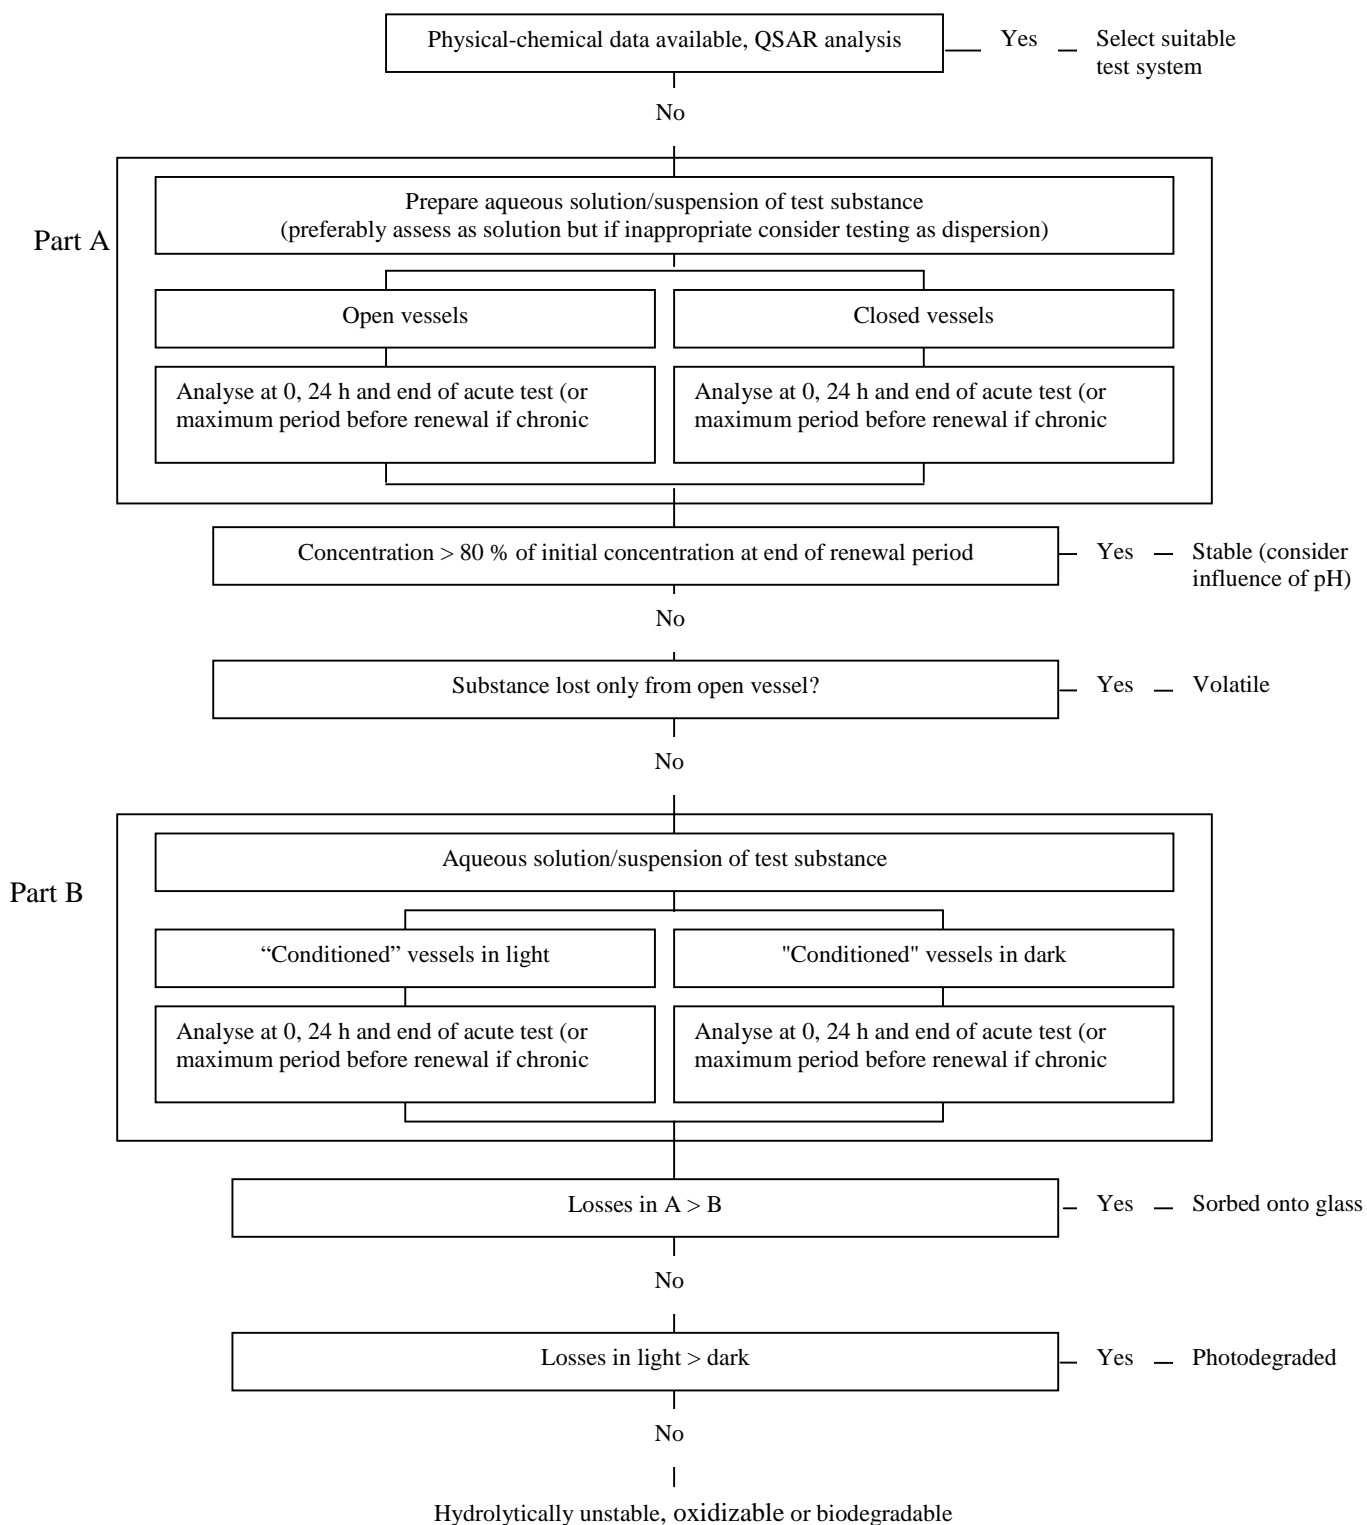 Physical-chemical data available, QSAR analysis
Yes
Select suitable
test system
No
Part A
Prepare aqueous solution/suspension of test substance
(preferably assess as solution but if inappropriate consider testing as dispersion)
Open vessels
Closed vessels
Analyse at 0, 24 h and end of acute test (or
maximum period before renewal if chronic
Analyse at 0, 24 h and end of acute test (or
maximum period before renewal if chronic
Concentration > 80 % of initial concentration at end of renewal period
Yes
Stable (consider
influence of pH)
No
Substance lost only from open vessel?
Yes
Volatile
No
Part B
Aqueous solution/suspension of test substance
“Conditioned” vessels in light
"Conditioned" vessels in dark
Analyse at 0, 24 h and end of acute test (or
maximum period before renewal if chronic
Analyse at 0, 24 h and end of acute test (or
maximum period before renewal if chronic
Losses in A > B
Yes
Sorbed onto glass
No
Losses in light > dark
Yes
Photodegraded
No
Hydrolytically unstable, oxidizable or biodegradable